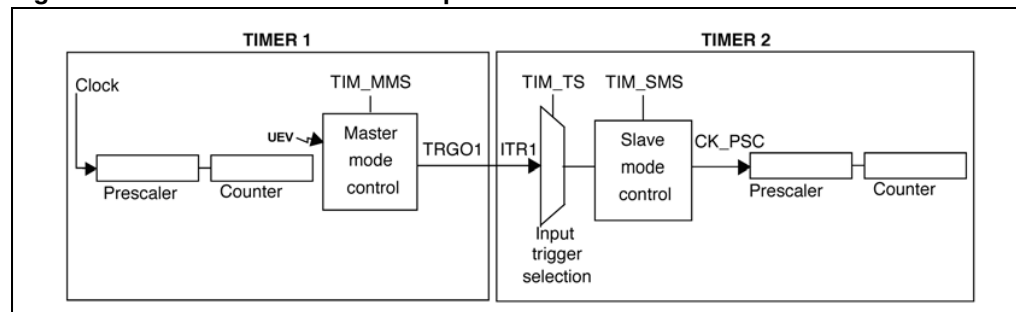 TIMER 1
TIMER 2
Clock
TIM_MMS
TIM_TS
TIM_SMS
UEV
Master
mode
control
TRGO1
ITR1
Slave
mode
control
CK_PSC
Prescaler
Counter
Prescaler
Counter
Input
trigger
selection